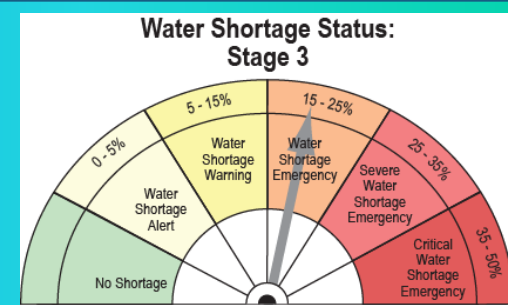 Water Shortage Status:
Stage 3
No Shortage
0 - 5%
Water
Shortage
Alert
5 - 15%
Water
Shortage
Warning
15 - 25%
Water
Shortage
Emergency
25 - 35%
Severe
Water
Shortage
Emergency
35 - 50%
Critical
Water
Shortage
Emergency